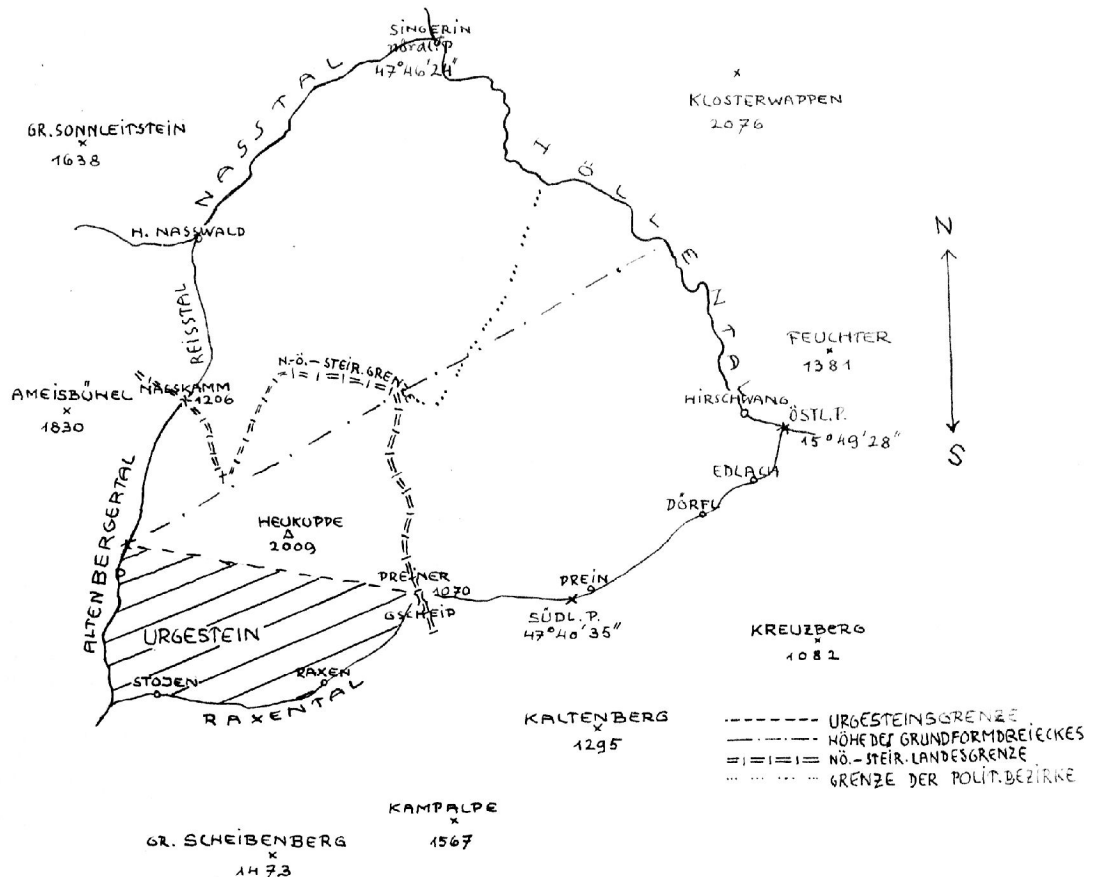 SINGERIN
nördl. P
47°46'24"
NASSTAL
HÖLLENTAL
KLOSTERWAPPEN
2076
GR. SONNLEITSTEIN
1638
H. NASSWALD
REISSTAL
N
S
FEUCHTER
1381
N.-Ö.-STEIR. GRENZE
NASSKAMM
1206
AMEISBÜHEL
1830
HIRSCHWANG
ÖSTL. P.
15°49'28"
EDLACH
DÖRFL
ALTENBERGERTAL
HEUKUPPE
2009
PREINER
1070
GSCHEID
PREIN
SÜDL. P.
47°40'35"
URGESTEIN
KREUZBERG
1082
STOJEN
RAXEN
RAXENTAL
KALTENBERG
1295
URGESTEINSGRENZE
HÖHE DES GRUNDFORMDREIECKES
NÖ.-STEIR. LANDESGRENZE
GRENZE DER POLIT. BEZIRKE
KAMPALPE
1567
GR. SCHEIBENBERG
1473